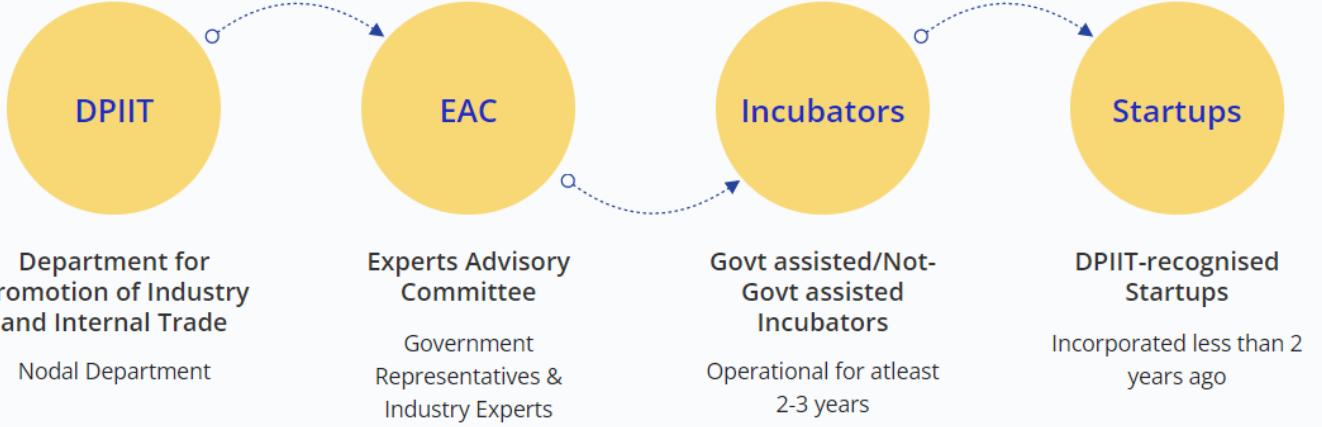 DPIIT
EAC
Incubators
Startups
Department for
romotion of Industry
and Internal Trade
Nodal Department
Experts Advisory
Committee
Government
Representatives &
Industry Experts
Govt assisted/Not-
Govt assisted
Incubators
Operational for atleast
2-3 years
DPIIT-recognised
Startups
Incorporated less than 2
years ago